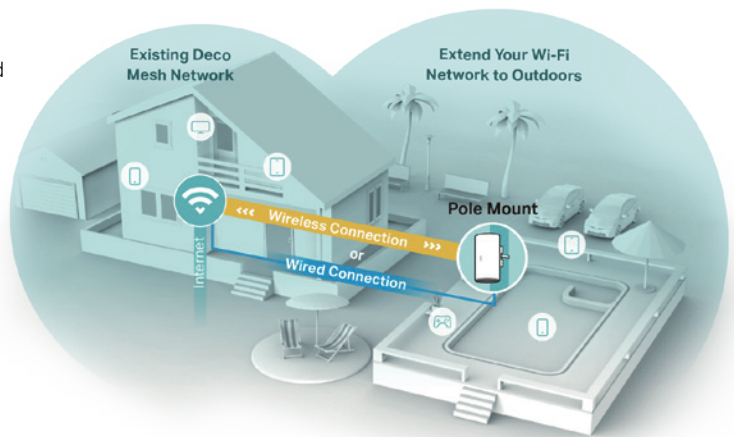 Existing Deco
Mesh Network
Extend Your Wi-Fi
Network to Outdoors
d
Pole Mount
<<< Wireless Connection >>>
or
Wired Connection
Internet